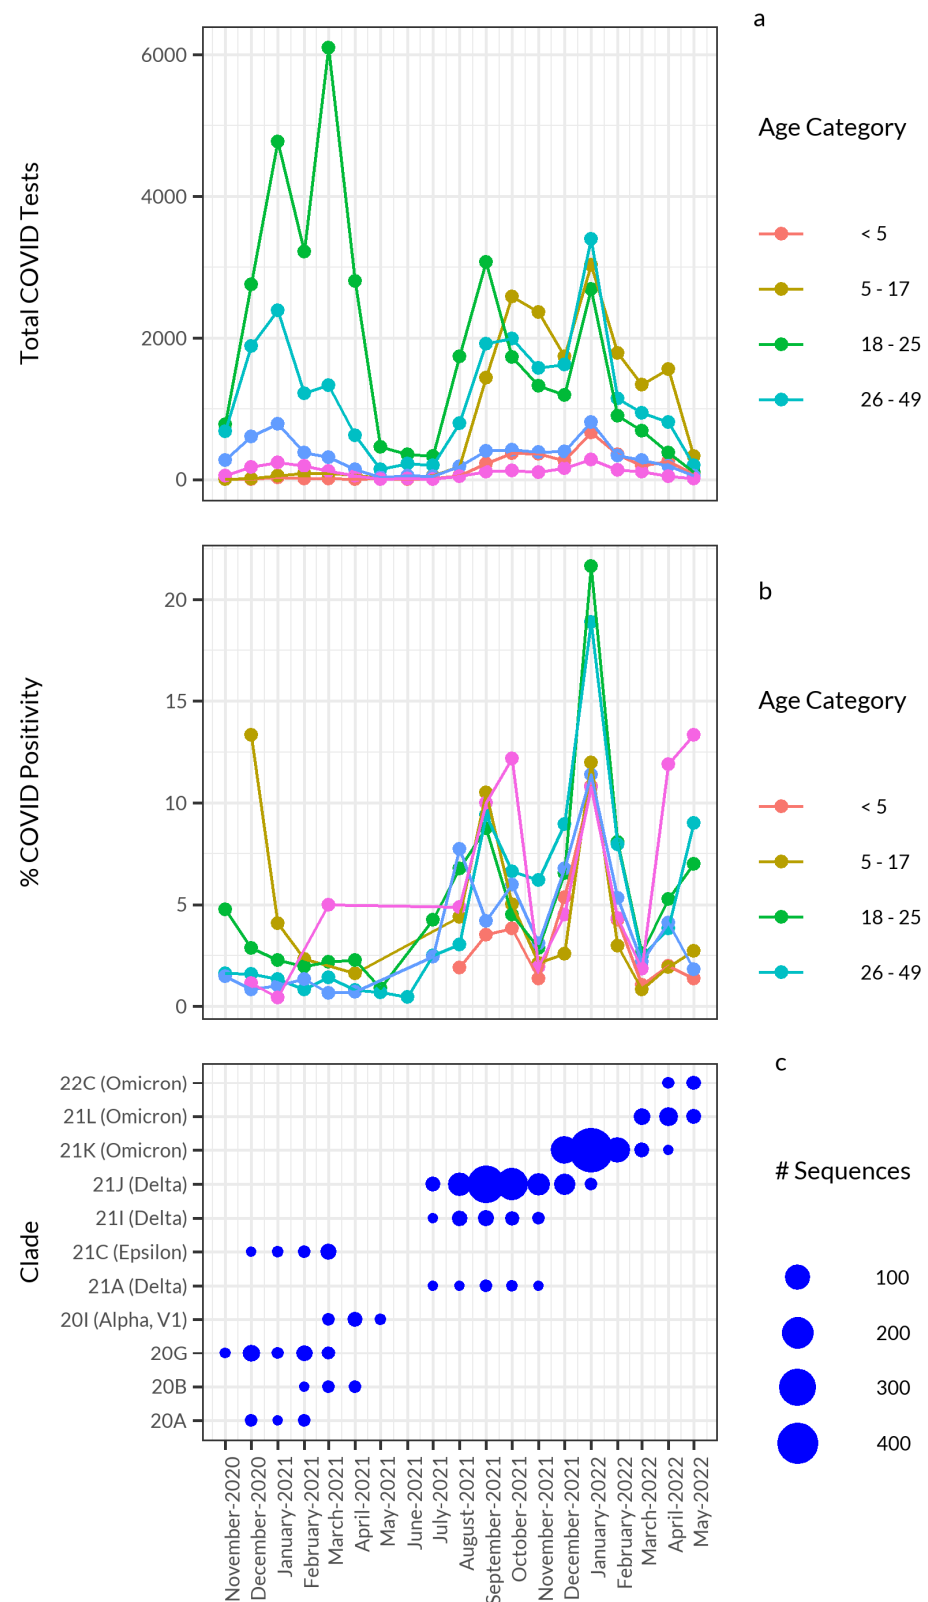 a
Total COVID Tests
6000
4000
2000
0
Age Category
< 5
5 - 17
18 - 25
26 - 49
b
% COVID Positivity
20
15
10
5
0
Age Category
< 5
5 - 17
18 - 25
26 - 49
c
Clade
22C (Omicron)
21L (Omicron)
21K (Omicron)
21J (Delta)
21I (Delta)
21C (Epsilon)
21A (Delta)
20I (Alpha, V1)
20G
20B
20A
# Sequences
100
200
300
400
November-2020
December-2020
January-2021
February-2021
March-2021
April-2021
May-2021
June-2021
July-2021
August-2021
September-2021
October-2021
November-2021
December-2021
January-2022
February-2022
March-2022
April-2022
May-2022